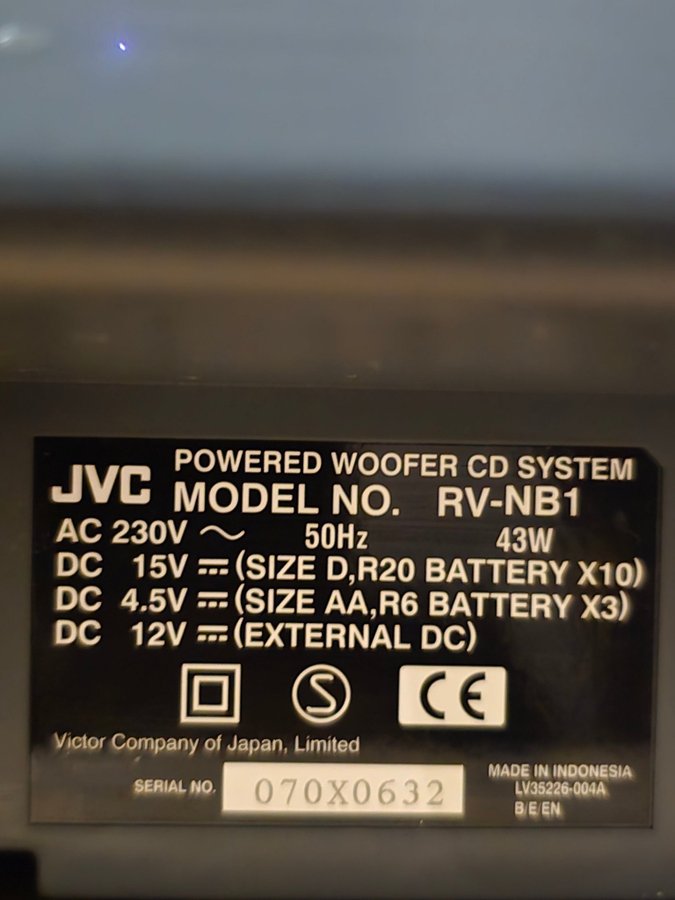 JVC POWERED WOOFER CD SYSTEM
MODEL NO. RV-NB1
AC 230V ~ 50Hz 43W
DC 15V ⎓ (SIZE D,R20 BATTERY X10)
DC 4.5V ⎓ (SIZE AA,R6 BATTERY X3)
DC 12V ⎓ (EXTERNAL DC)
S CE
Victor Company of Japan, Limited
SERIAL NO. 070X0632
MADE IN INDONESIA
LV35226-004A
B/E/EN